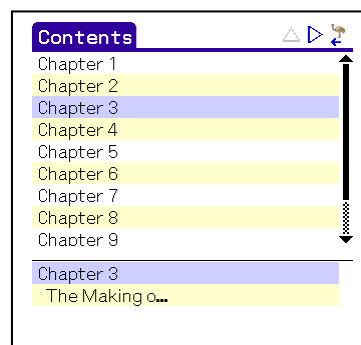 Contents
Chapter 1
Chapter 2
Chapter 3
Chapter 4
Chapter 5
Chapter 6
Chapter 7
Chapter 8
Chapter 9
Chapter 3
The Making o...